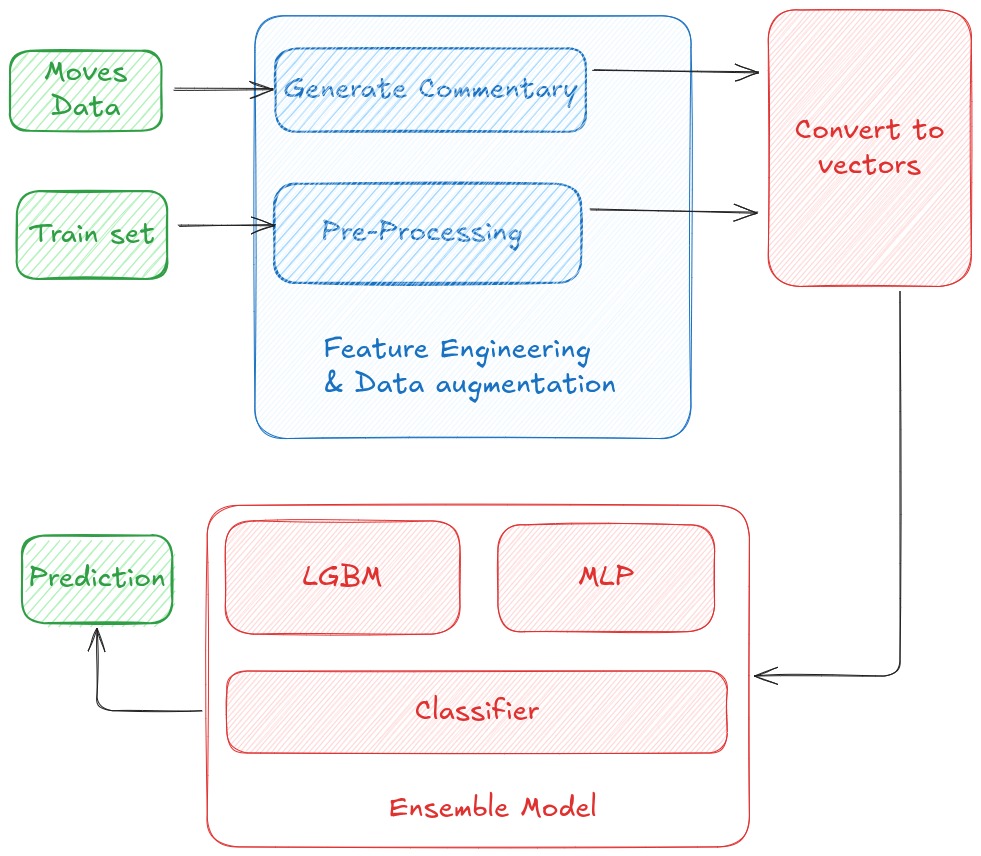 Moves
Data
Generate Commentary
Convert to
vectors
Train set
Pre-Processing
Feature Engineering
& Data augmentation
Prediction
LGBM
MLP
Classifier
Ensemble Model